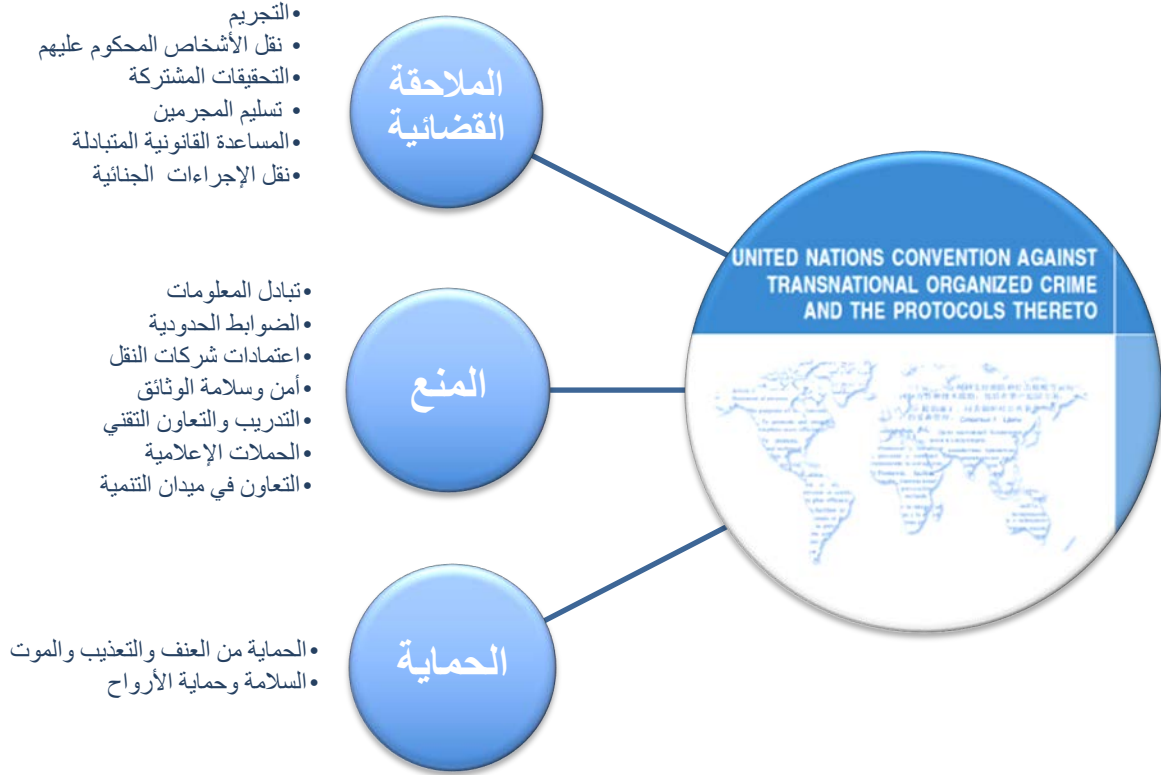 •التجريم
• نقل الأشخاص المحكوم عليهم
•التحقيقات المشتركة
• تسليم المجرمين
•المساعدة القانونية المتبادلة
•نقل الإجراءات الجنائية
الملاحقة
القضائية
UNITED NATIONS CONVENTION AGAINST
TRANSNATIONAL ORGANIZED CRIME
AND THE PROTOCOLS THERETO
•تبادل المعلومات
•الضوابط الحدودية
•اعتمادات شركات النقل
•أمن وسلامة الوثائق
•التدريب والتعاون التقني
•الحملات الإعلامية
•التعاون في ميدان التنمية
المنع
•الحماية من العنف والتعذيب والموت
•السلامة وحماية الأرواح
الحماية